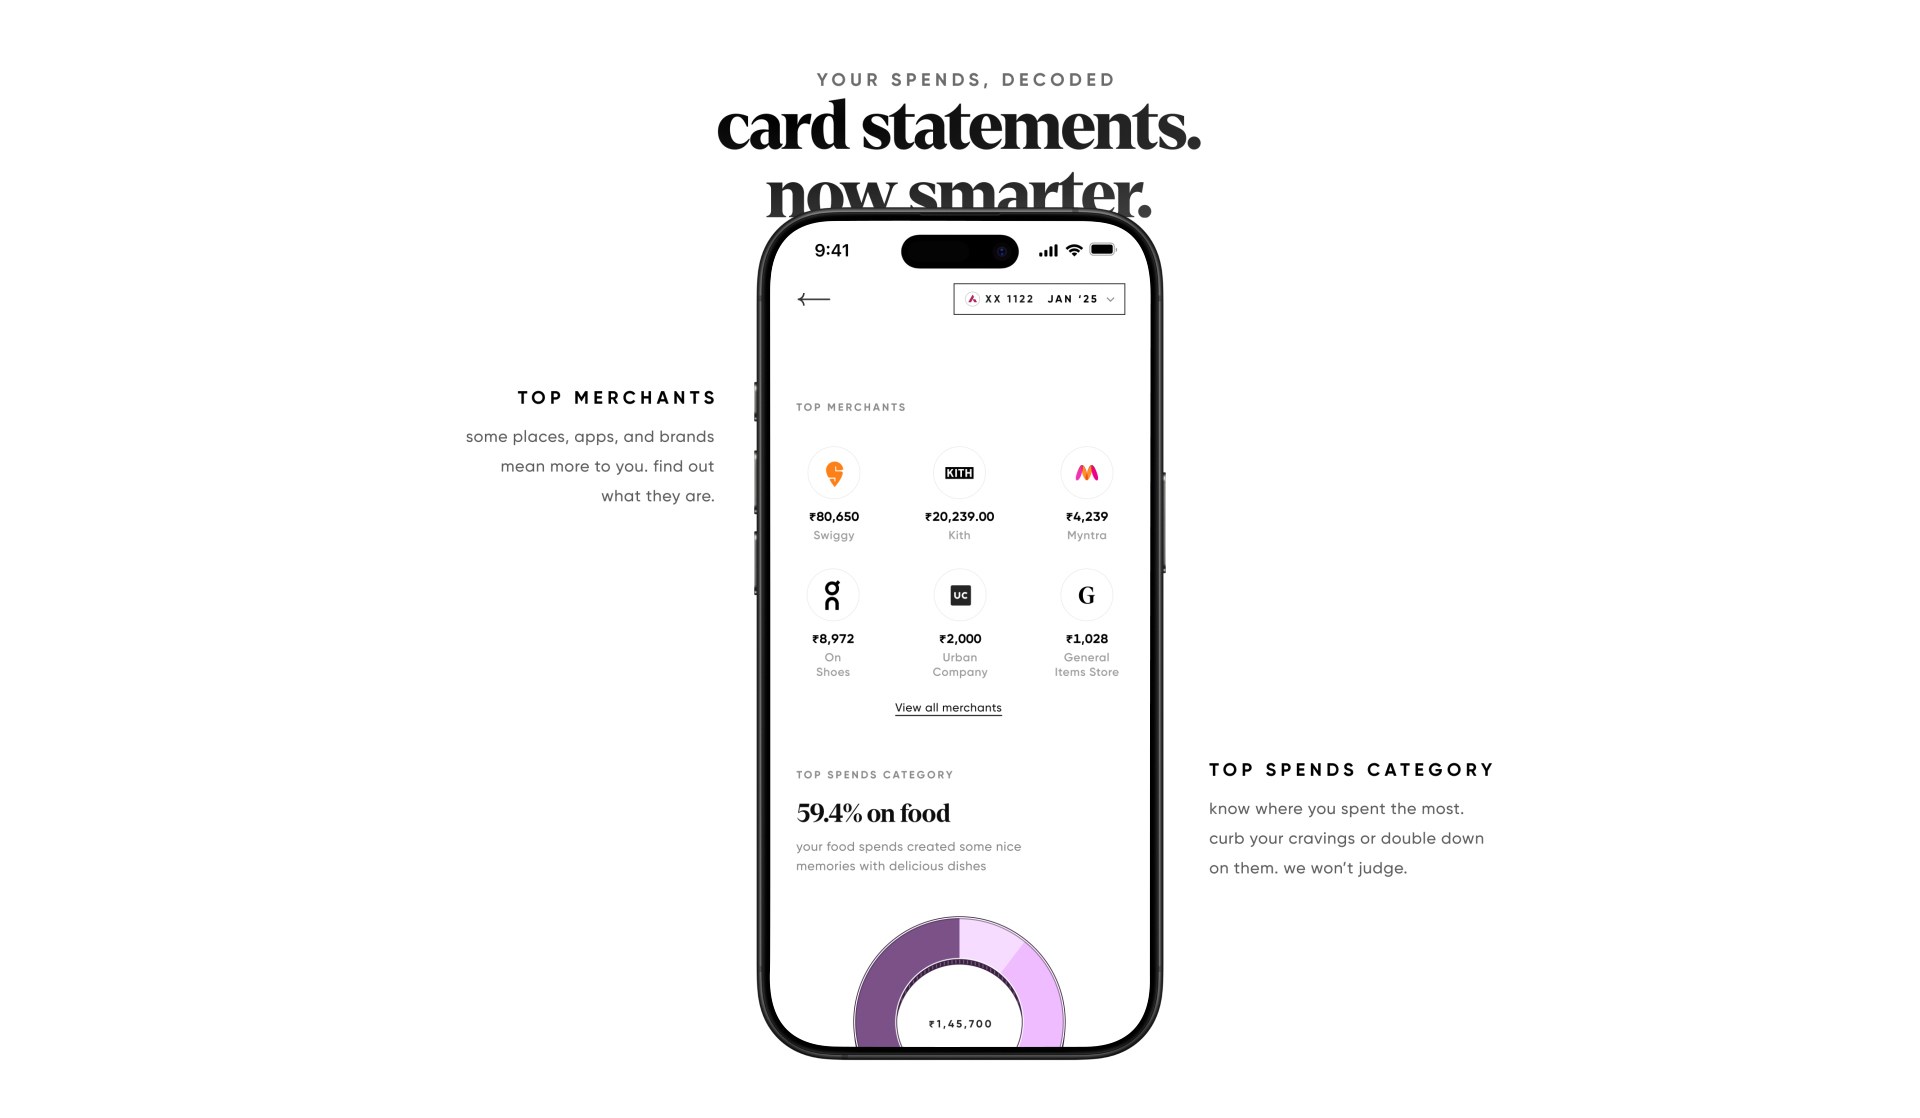 YOUR SPENDS, DECODED
card statements.
now smarter.
9:41
XX 1122 JAN ‘25
TOP MERCHANTS
some places, apps, and brands
mean more to you. find out
what they are.
TOP MERCHANTS
KITH
₹80,650 ₹20,239.00 ₹4,239
Swiggy Kith Myntra
on UC G
₹8,972 ₹2,000 ₹1,028
On Urban General
Shoes Company Items Store
View all merchants
TOP SPENDS CATEGORY
59.4% on food
your food spends created some nice
memories with delicious dishes
₹1,45,700
TOP SPENDS CATEGORY
know where you spent the most.
curb your cravings or double down
on them. we won’t judge.